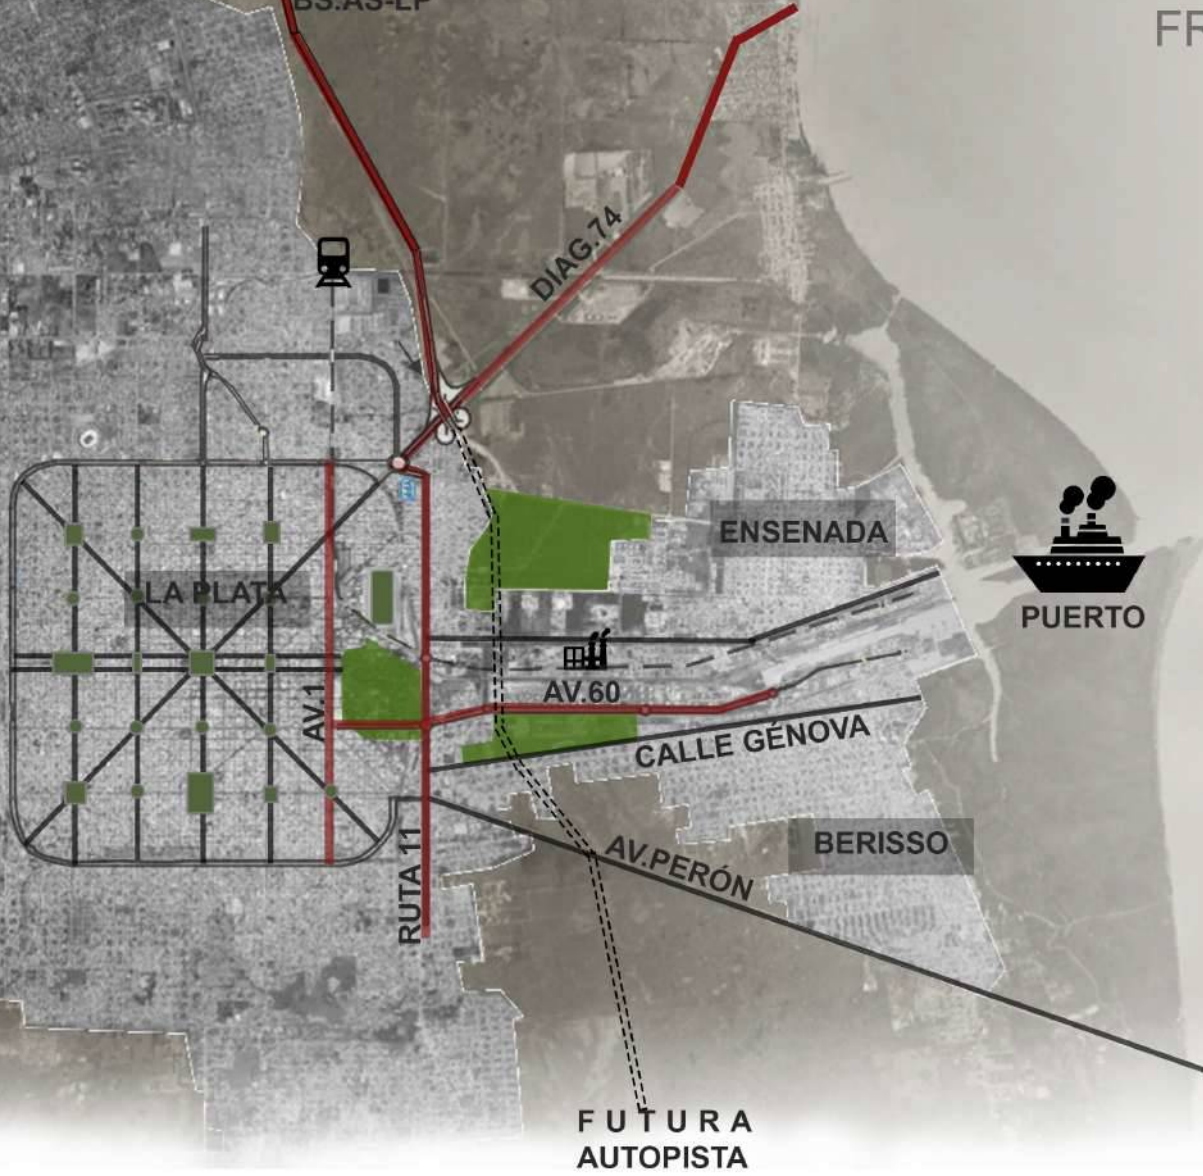 BS.AS-LP
FR
DIAG.74
ENSENADA
LA PLATA
PUERTO
AV.1
AV.60
CALLE GÉNOVA
RUTA 11
AV.PERÓN
BERISSO
FUTURA
AUTOPISTA